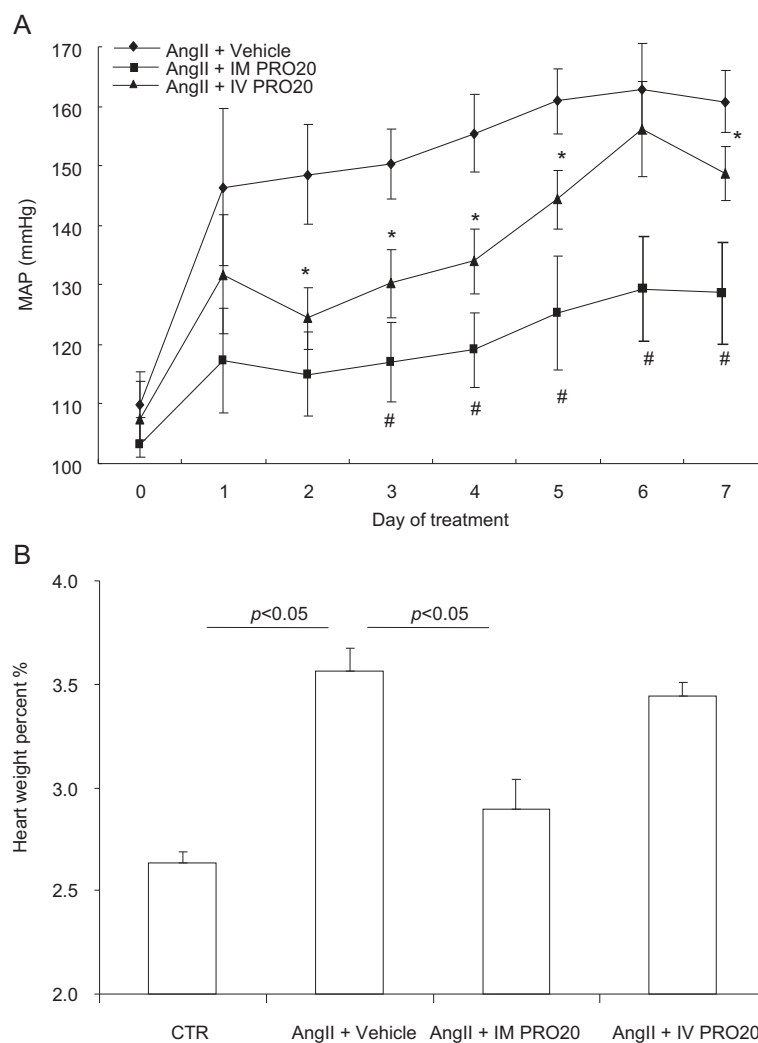 A
170
160
150
140
130
120
110
100
MAP (mmHg)
AngII + Vehicle
AngII + IM PRO20
AngII + IV PRO20
* * * * *
# # # # #
0 1 2 3 4 5 6 7
Day of treatment
B
4.0
3.5
3.0
2.5
2.0
Heart weight percent %
p<0.05 p<0.05
CTR AngII + Vehicle AngII + IM PRO20 AngII + IV PRO20